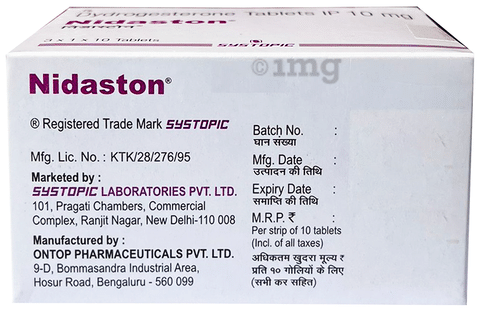 Dydrogesterone Tablets IP 10 mg
Nidaston®
3 x 1 x 10 Tablets
SYSTOPIC
1mg
Nidaston®
® Registered Trade Mark SYSTOPIC
Mfg. Lic. No. : KTK/28/276/95
Marketed by :
SYSTOPIC LABORATORIES PVT. LTD.
101, Pragati Chambers, Commercial
Complex, Ranjit Nagar, New Delhi-110 008
Manufactured by :
ONTOP PHARMACEUTICALS PVT. LTD.
9-D, Bommasandra Industrial Area,
Hosur Road, Bengaluru - 560 099
Batch No. :
घान संख्या
Mfg. Date :
उत्पादन की तिथि
Expiry Date :
समाप्ति की तिथि
M.R.P. ₹ :
Per strip of 10 tablets
(Incl. of all taxes)
अधिकतम खुदरा मूल्य ₹
प्रति १० गोलियों के लिए
(सभी कर सहित)